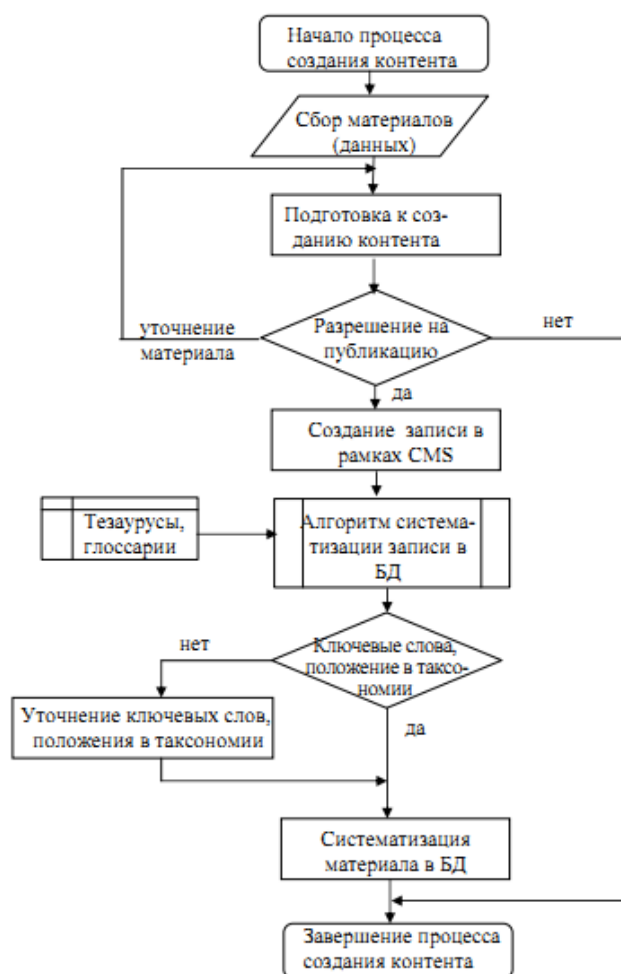 Начало процесса
создания контента
Сбор материалов
(данных)
Подготовка к соз-
данию контента
уточнение
материала
Разрешение на
публикацию
нет
да
Создание записи в
рамках CMS
Тезаурусы,
глоссарии
Алгоритм система-
тизации записи в
БД
нет
Ключевые слова,
положение в таксо-
номии
Уточнение ключевых слов,
положения в таксономии
да
Систематизация
материала в БД
Завершение процесса
создания контента